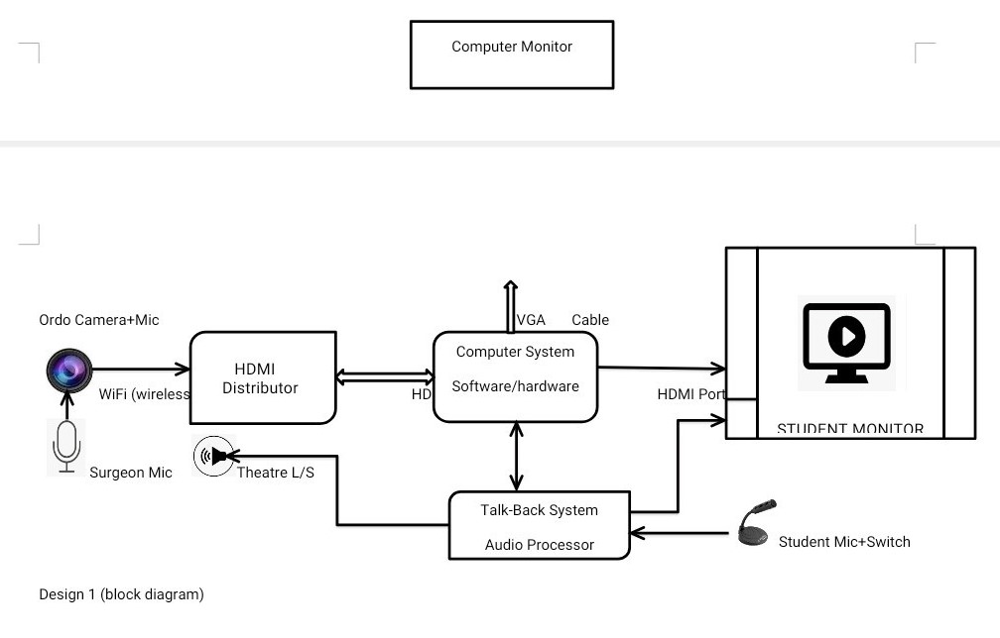 Computer Monitor
Ordo Camera+Mic
VGA Cable
Computer System
HDMI
Distributor
Software/hardware
WiFi (wireless
HD
HDMI Port
STUDENT MONITOR
Surgeon Mic
Theatre L/S
Talk-Back System
Audio Processor
Student Mic+Switch
Design 1 (block diagram)